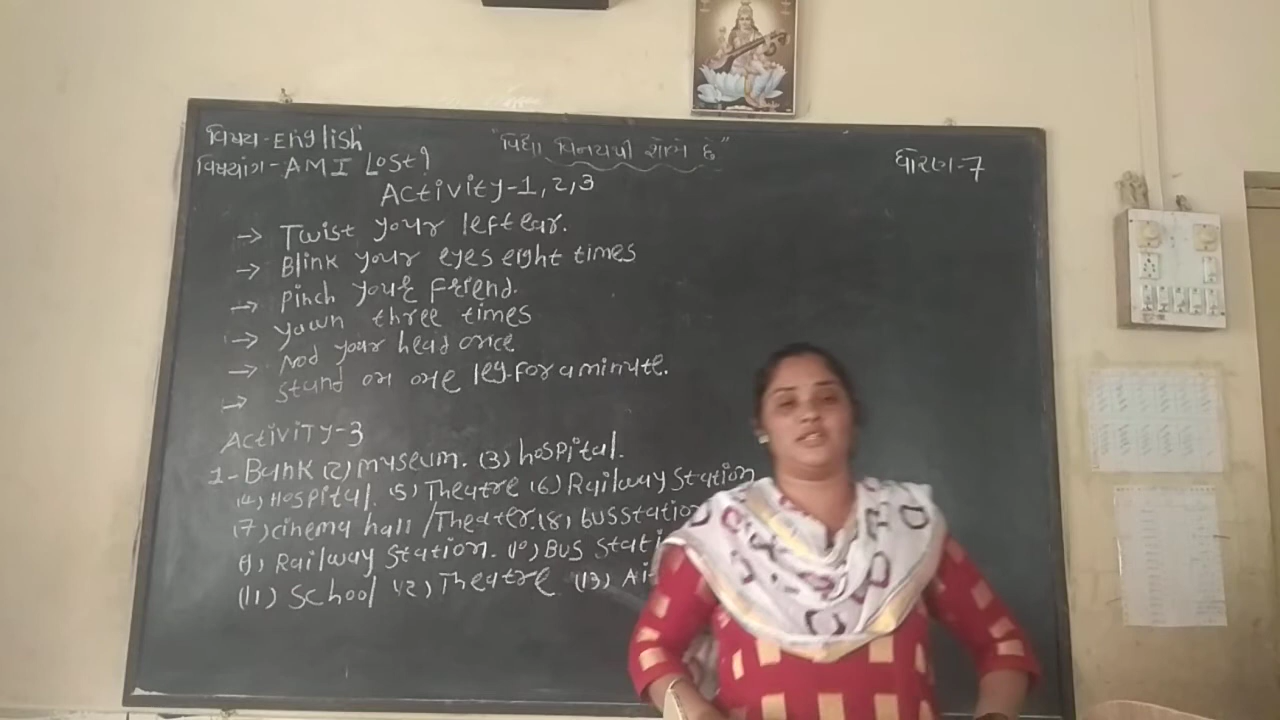 વિષય-English
"વિદ્યા વિનયથી શોભે છે"
ધોરણ-7
વિષયાંગ-AM I Lost?
Activity-1,2,3
→ Twist your left ear.
→ Blink your eyes eight times
→ pinch your friend.
→ yawn three times
→ Nod your head once
→ stand on one leg for a minute.
Activity-3
1-Bank (2) museum. (3) hospital.
(4) Hospital. (5) Theatre (6) Railway station
(7) cinema hall /Theater. (8) bus station
(9) Railway station. (10) Bus stati
(11) School (12) Theatre (13) Ai